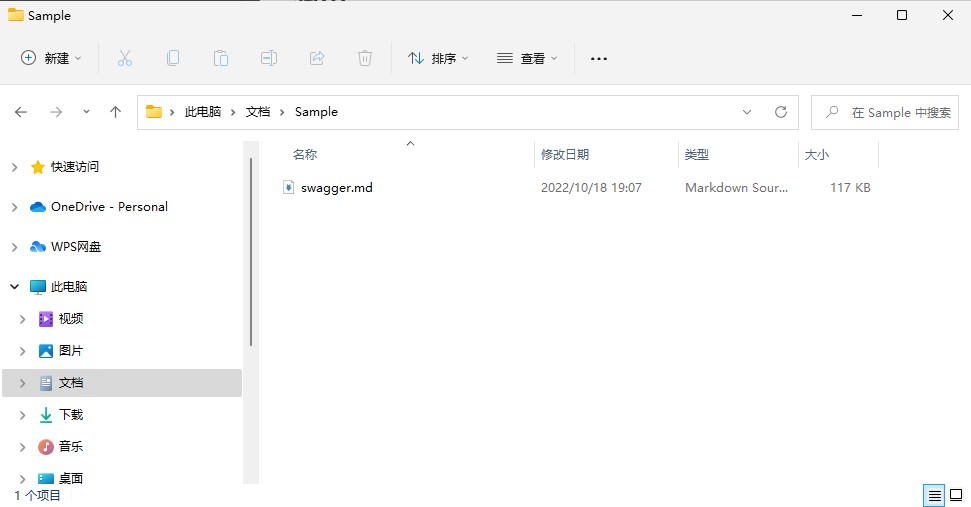 Sample
新建
排序
查看
此电脑 文档 Sample
在 Sample 中搜索
名称 修改日期 类型 大小
swagger.md 2022/10/18 19:07 Markdown Sour... 117 KB
快速访问
OneDrive - Personal
WPS网盘
此电脑
视频
图片
文档
下载
音乐
桌面
1 个项目